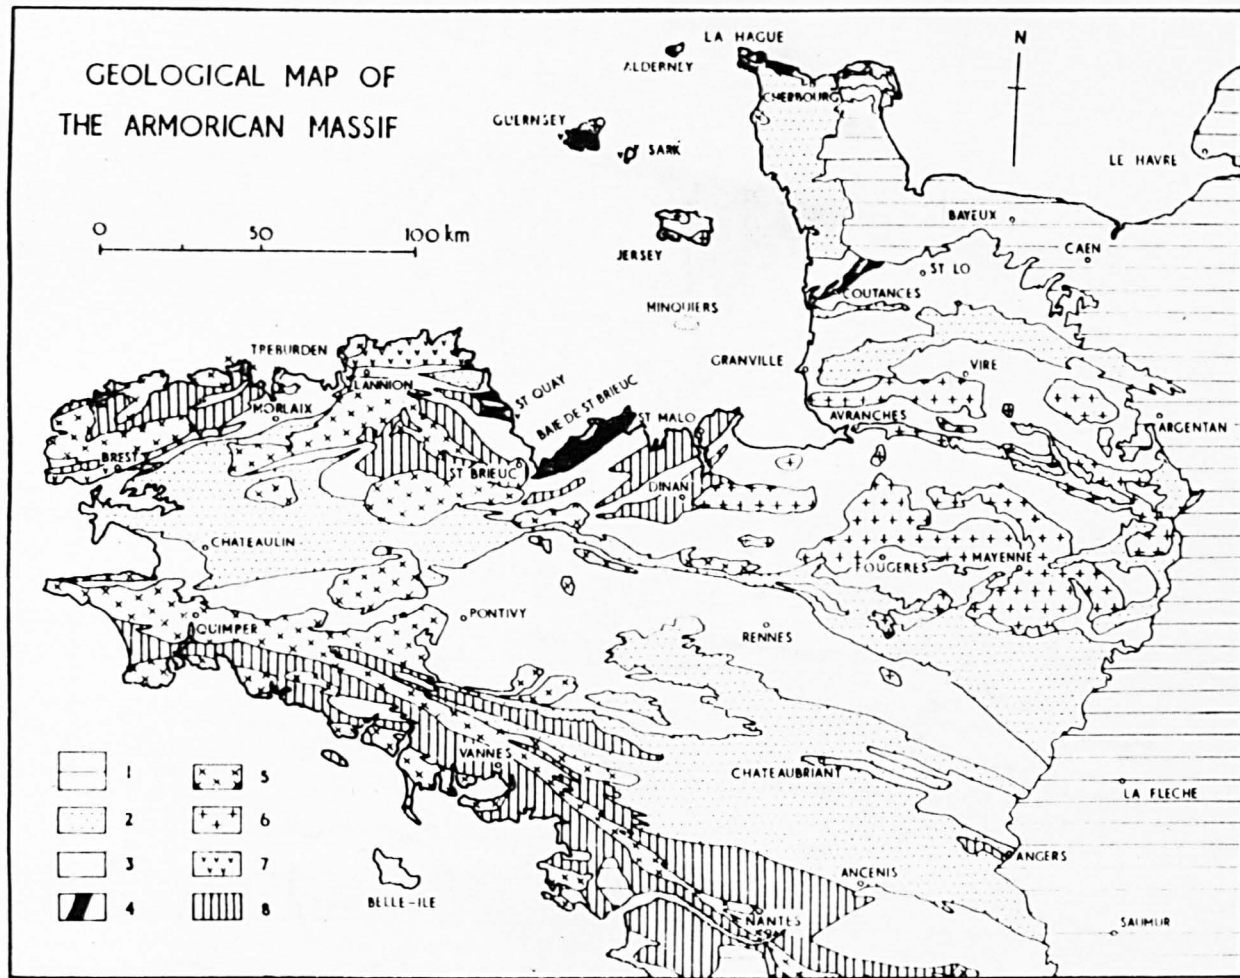 GEOLOGICAL MAP OF
THE ARMORICAN MASSIF
0 50 100 km
N
LA HAGUE
ALDERNEY
CHERBOURG
GUERNSEY
SARK
LE HAVRE
JERSEY
BAYEUX
CAEN
ST LO
COUTANCES
MINQUIERS
GRANVILLE
VIRE
TREBURDEN
LANNION
MORLAIX
ST QUAY
BAIE DE ST BRIEUC
ST MALO
AVRANCHES
ARGENTAN
BREST
ST BRIEUC
DINAN
CHATEAULIN
FOUGERES
MAYENNE
QUIMPER
PONTIVY
RENNES
VANNES
CHATEAUBRIANT
LA FLECHE
ANGERS
ANCENIS
BELLE-ILE
NANTES
SAUMUR
1 5
2 6
3 7
4 8